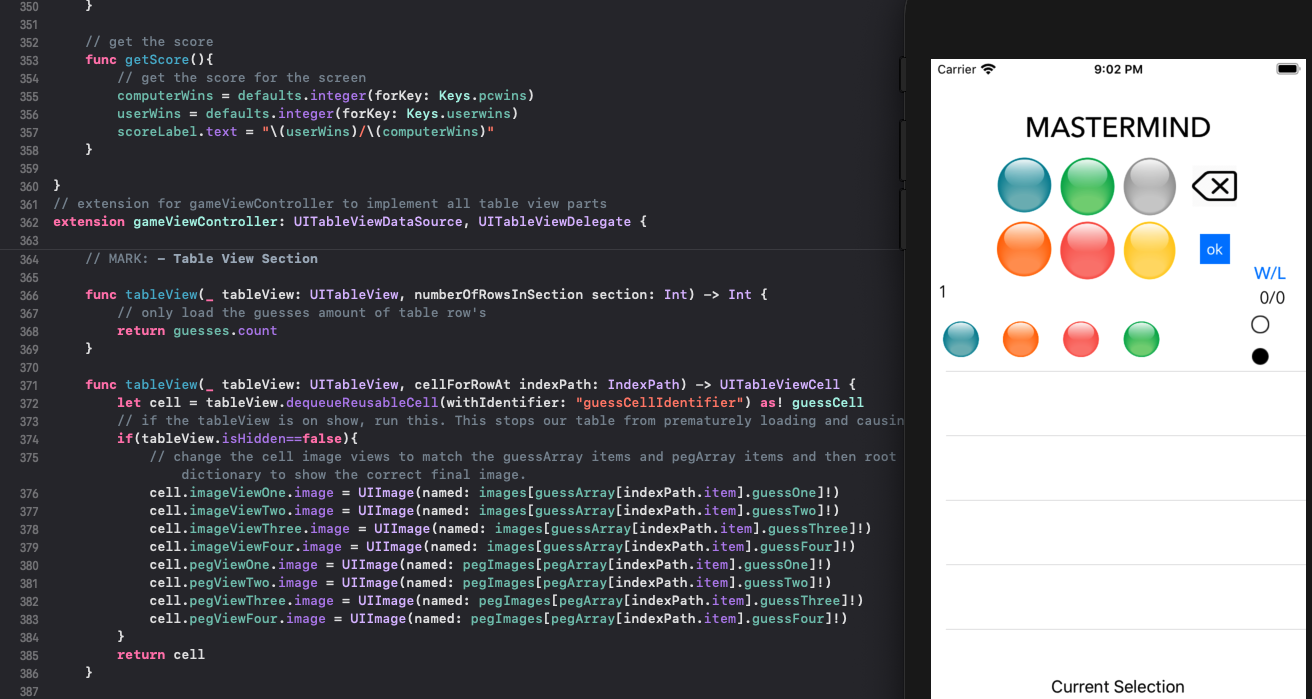 350 }
351
352 // get the score
353 func getScore(){
354 // get the score for the screen
355 computerWins = defaults.integer(forKey: Keys.pcwins)
356 userWins = defaults.integer(forKey: Keys.userwins)
357 scoreLabel.text = "\(userWins)/\(computerWins)"
358 }
359
360 }
361 // extension for gameViewController to implement all table view parts
362 extension gameViewController: UITableViewDataSource, UITableViewDelegate {
363
364 // MARK: - Table View Section
365
366 func tableView(_ tableView: UITableView, numberOfRowsInSection section: Int) -> Int {
367 // only load the guesses amount of table row's
368 return guesses.count
369 }
370
371 func tableView(_ tableView: UITableView, cellForRowAt indexPath: IndexPath) -> UITableViewCell {
372 let cell = tableView.dequeueReusableCell(withIdentifier: "guessCellIdentifier") as! guessCell
373 // if the tableView is on show, run this. This stops our table from prematurely loading and causin
374 if(tableView.isHidden==false){
375 // change the cell image views to match the guessArray items and pegArray items and then root
dictionary to show the correct final image.
376 cell.imageViewOne.image = UIImage(named: images[guessArray[indexPath.item].guessOne]!)
377 cell.imageViewTwo.image = UIImage(named: images[guessArray[indexPath.item].guessTwo]!)
378 cell.imageViewThree.image = UIImage(named: images[guessArray[indexPath.item].guessThree]!)
379 cell.imageViewFour.image = UIImage(named: images[guessArray[indexPath.item].guessFour]!)
380 cell.pegViewOne.image = UIImage(named: pegImages[pegArray[indexPath.item].guessOne]!)
381 cell.pegViewTwo.image = UIImage(named: pegImages[pegArray[indexPath.item].guessTwo]!)
382 cell.pegViewThree.image = UIImage(named: pegImages[pegArray[indexPath.item].guessThree]!)
383 cell.pegViewFour.image = UIImage(named: pegImages[pegArray[indexPath.item].guessFour]!)
384 }
385 return cell
386 }
387
Carrier 9:02 PM
MASTERMIND
ok
W/L
1
0/0
Current Selection